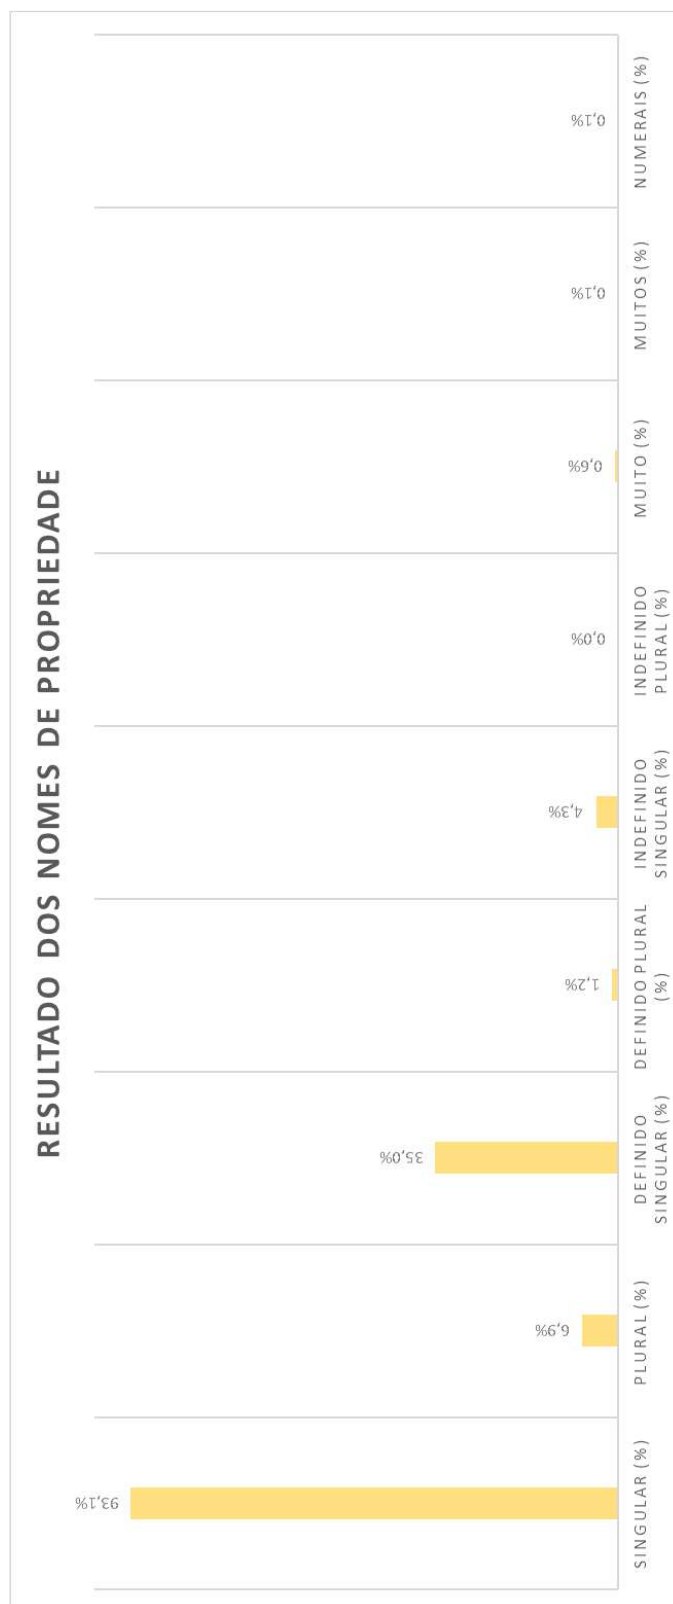 RESULTADO DOS NOMES DE PROPRIEDADE
93,1%
6,9%
35,0%
1,2%
4,3%
0,0%
0,6%
0,1%
0,1%
SINGULAR (%)
PLURAL (%)
DEFINIDO
SINGULAR (%)
DEFINIDO PLURAL
(%)
INDEFINIDO
SINGULAR (%)
INDEFINIDO
PLURAL (%)
MUITO (%)
MUITOS (%)
NUMERAIS (%)